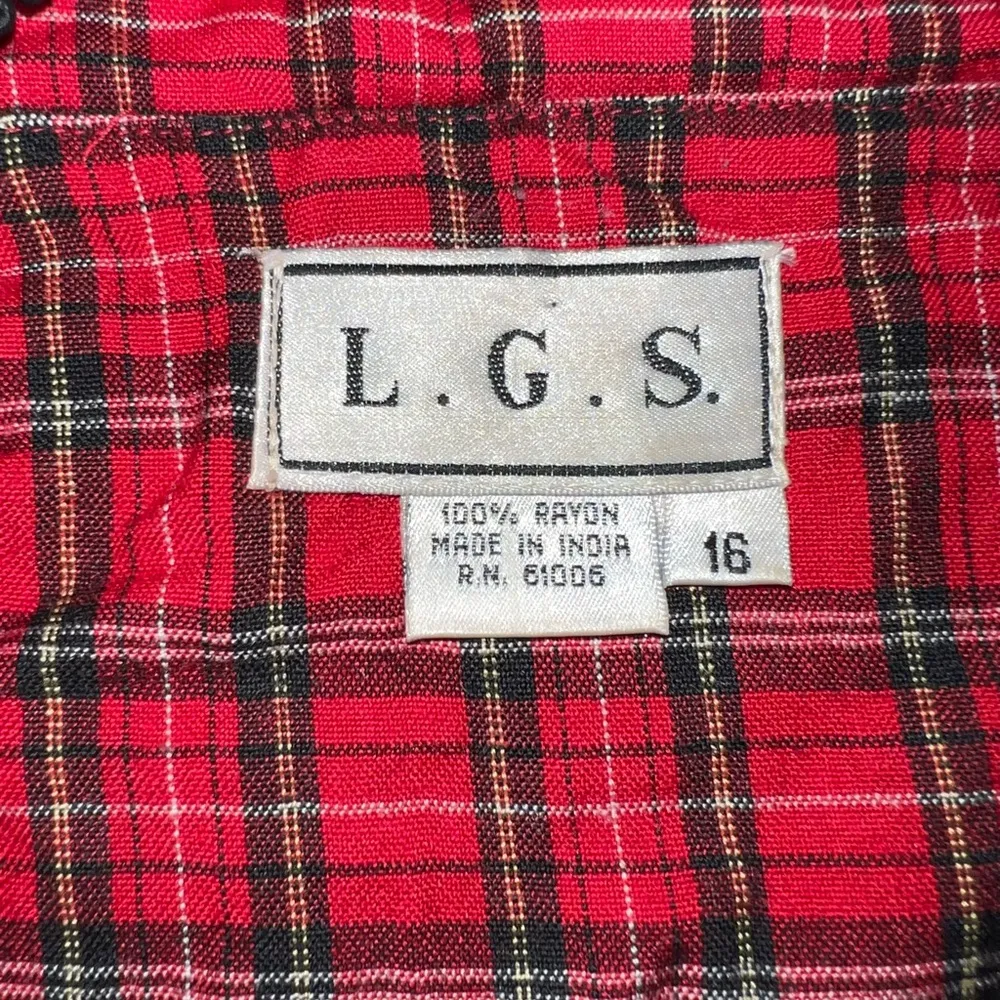 L.G.S.
100% RAYON
MADE IN INDIA
R.N. 61006
16